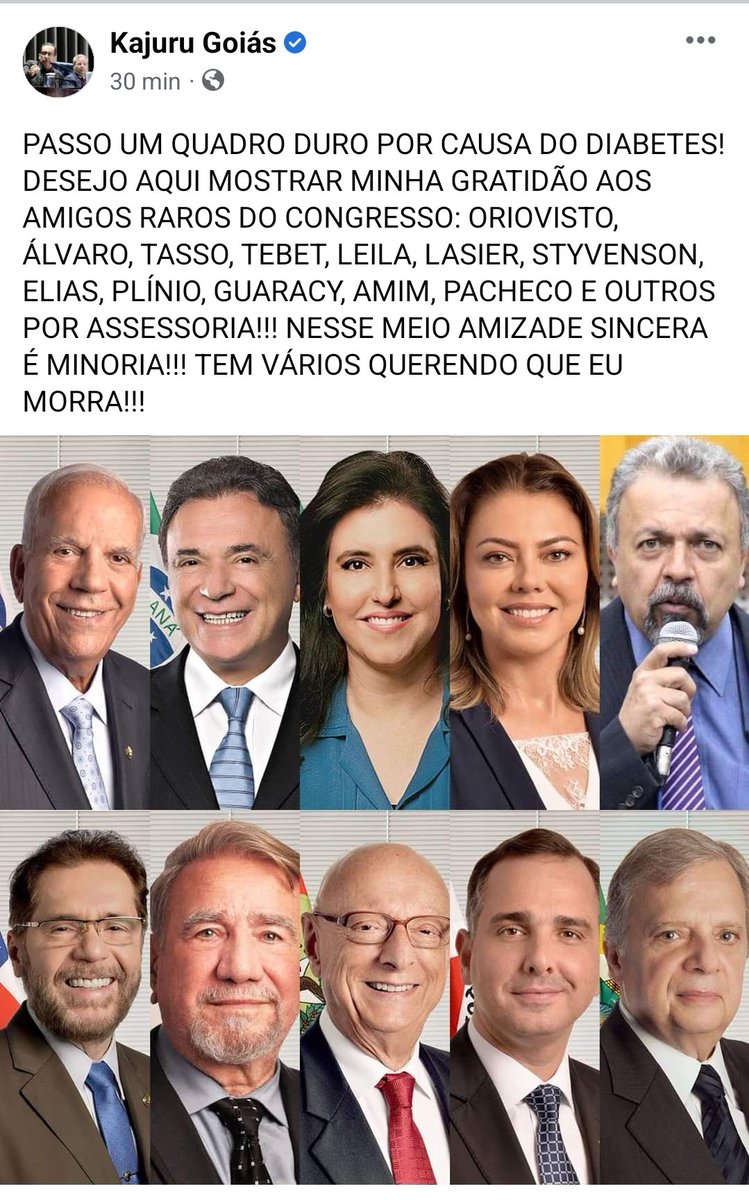 Kajuru Goiás
30 min ·
PASSO UM QUADRO DURO POR CAUSA DO DIABETES!
DESEJO AQUI MOSTRAR MINHA GRATIDÃO AOS
AMIGOS RAROS DO CONGRESSO: ORIOVISTO,
ÁLVARO, TASSO, TEBET, LEILA, LASIER, STYVENSON,
ELIAS, PLÍNIO, GUARACY, AMIM, PACHECO E OUTROS
POR ASSESSORIA!!! NESSE MEIO AMIZADE SINCERA
É MINORIA!!! TEM VÁRIOS QUERENDO QUE EU
MORRA!!!
ANA